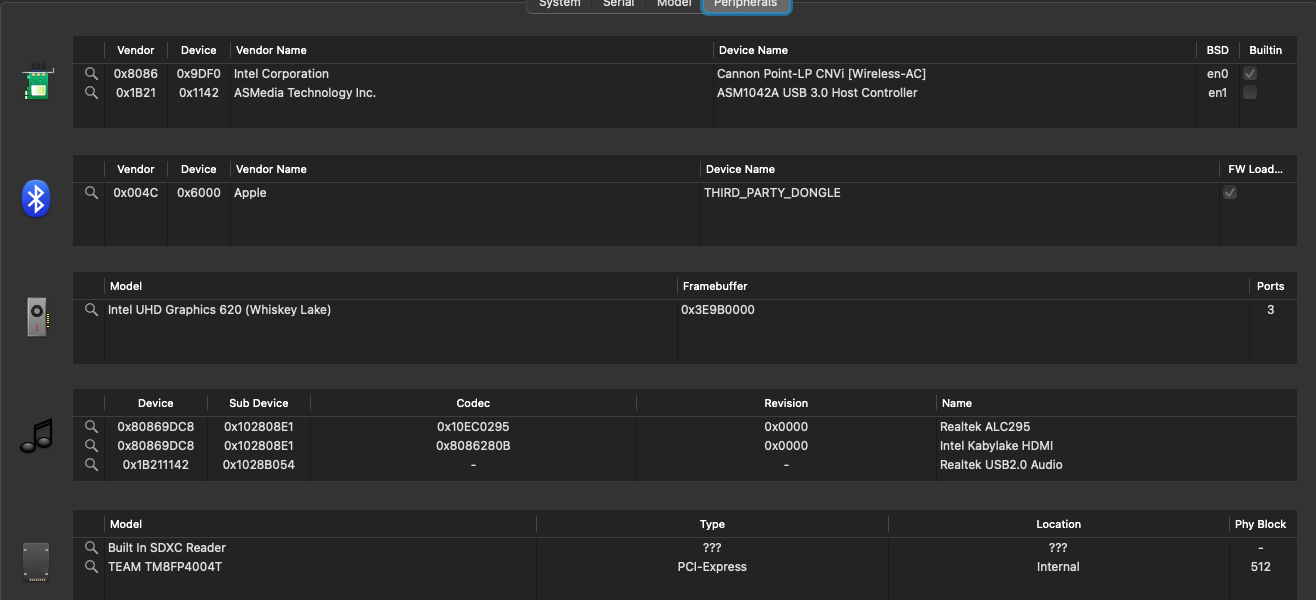 System Serial Model Peripherals
Vendor Device Vendor Name Device Name BSD Builtin
0x8086 0x9DF0 Intel Corporation Cannon Point-LP CNVi [Wireless-AC] en0
0x1B21 0x1142 ASMedia Technology Inc. ASM1042A USB 3.0 Host Controller en1
Vendor Device Vendor Name Device Name FW Load...
0x004C 0x6000 Apple THIRD_PARTY_DONGLE
Model Framebuffer Ports
Intel UHD Graphics 620 (Whiskey Lake) 0x3E9B0000 3
Device Sub Device Codec Revision Name
0x80869DC8 0x102808E1 0x10EC0295 0x0000 Realtek ALC295
0x80869DC8 0x102808E1 0x8086280B 0x0000 Intel Kabylake HDMI
0x1B211142 0x1028B054 - - Realtek USB2.0 Audio
Model Type Location Phy Block
Built In SDXC Reader ??? ??? -
TEAM TM8FP4004T PCI-Express Internal 512